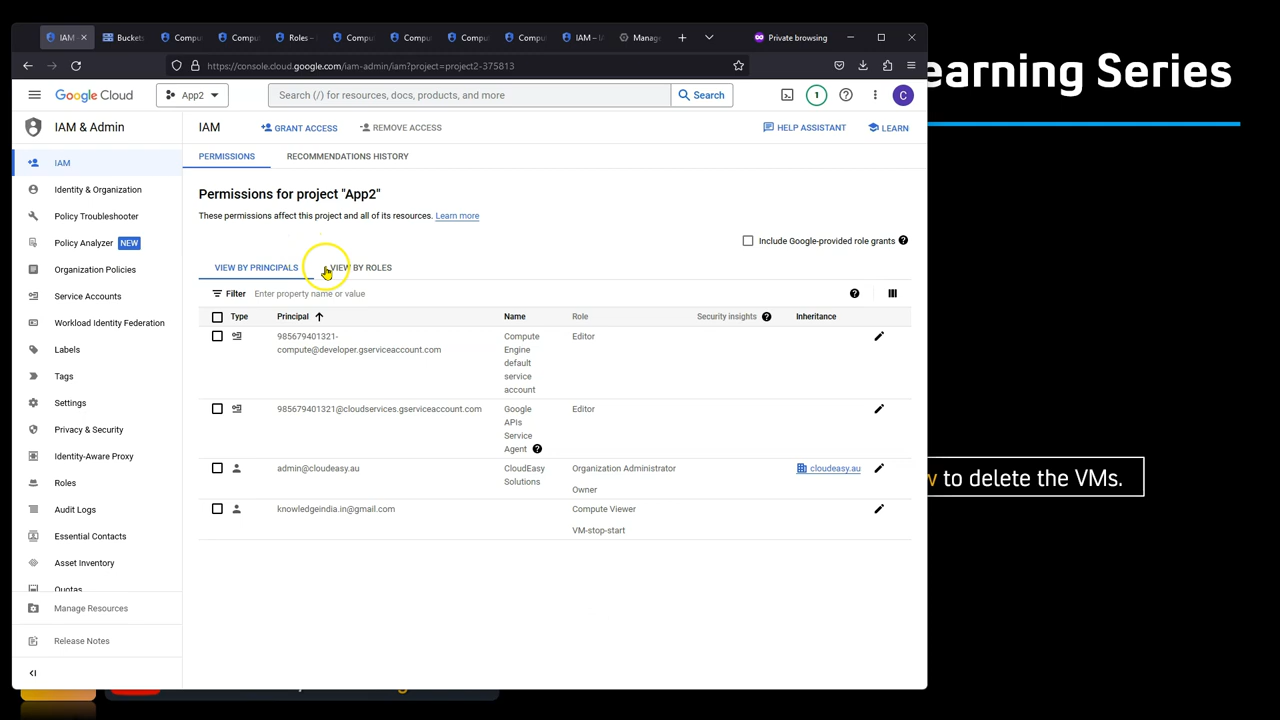 earning Series
IAM
Buckets
Compu
Compu
Roles –
Compu
Compu
Compu
Compu
IAM – I
Manage
Private browsing
https://console.cloud.google.com/iam-admin/iam?project=project2-375813
Google Cloud
App2
Search (/) for resources, docs, products, and more
Search
1
C
IAM & Admin
IAM
GRANT ACCESS
REMOVE ACCESS
HELP ASSISTANT
LEARN
IAM
Identity & Organization
Policy Troubleshooter
Policy Analyzer NEW
Organization Policies
Service Accounts
Workload Identity Federation
Labels
Tags
Settings
Privacy & Security
Identity-Aware Proxy
Roles
Audit Logs
Essential Contacts
Asset Inventory
Quotas
Manage Resources
Release Notes
PERMISSIONS
RECOMMENDATIONS HISTORY
Permissions for project "App2"
These permissions affect this project and all of its resources. Learn more
Include Google-provided role grants
VIEW BY PRINCIPALS
VIEW BY ROLES
Filter
Enter property name or value
Type
Principal
Name
Role
Security insights
Inheritance
985679401321-
compute@developer.gserviceaccount.com
Compute
Engine
default
service
account
Editor
985679401321@cloudservices.gserviceaccount.com
Google
APIs
Service
Agent
Editor
admin@cloudeasy.au
CloudEasy
Solutions
Organization Administrator
Owner
cloudeasy.au
knowledgeindia.in@gmail.com
Compute Viewer
VM-stop-start
w to delete the VMs.